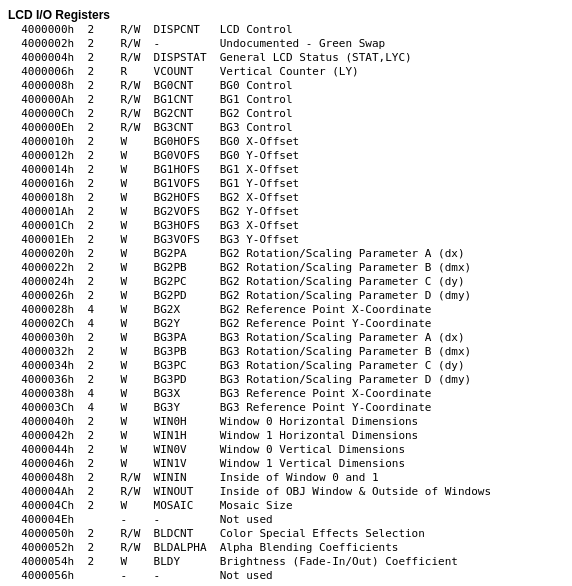 LCD I/O Registers
4000000h  2    R/W  DISPCNT   LCD Control
4000002h  2    R/W  -         Undocumented - Green Swap
4000004h  2    R/W  DISPSTAT  General LCD Status (STAT,LYC)
4000006h  2    R    VCOUNT    Vertical Counter (LY)
4000008h  2    R/W  BG0CNT    BG0 Control
400000Ah  2    R/W  BG1CNT    BG1 Control
400000Ch  2    R/W  BG2CNT    BG2 Control
400000Eh  2    R/W  BG3CNT    BG3 Control
4000010h  2    W    BG0HOFS   BG0 X-Offset
4000012h  2    W    BG0VOFS   BG0 Y-Offset
4000014h  2    W    BG1HOFS   BG1 X-Offset
4000016h  2    W    BG1VOFS   BG1 Y-Offset
4000018h  2    W    BG2HOFS   BG2 X-Offset
400001Ah  2    W    BG2VOFS   BG2 Y-Offset
400001Ch  2    W    BG3HOFS   BG3 X-Offset
400001Eh  2    W    BG3VOFS   BG3 Y-Offset
4000020h  2    W    BG2PA     BG2 Rotation/Scaling Parameter A (dx)
4000022h  2    W    BG2PB     BG2 Rotation/Scaling Parameter B (dmx)
4000024h  2    W    BG2PC     BG2 Rotation/Scaling Parameter C (dy)
4000026h  2    W    BG2PD     BG2 Rotation/Scaling Parameter D (dmy)
4000028h  4    W    BG2X      BG2 Reference Point X-Coordinate
400002Ch  4    W    BG2Y      BG2 Reference Point Y-Coordinate
4000030h  2    W    BG3PA     BG3 Rotation/Scaling Parameter A (dx)
4000032h  2    W    BG3PB     BG3 Rotation/Scaling Parameter B (dmx)
4000034h  2    W    BG3PC     BG3 Rotation/Scaling Parameter C (dy)
4000036h  2    W    BG3PD     BG3 Rotation/Scaling Parameter D (dmy)
4000038h  4    W    BG3X      BG3 Reference Point X-Coordinate
400003Ch  4    W    BG3Y      BG3 Reference Point Y-Coordinate
4000040h  2    W    WIN0H     Window 0 Horizontal Dimensions
4000042h  2    W    WIN1H     Window 1 Horizontal Dimensions
4000044h  2    W    WIN0V     Window 0 Vertical Dimensions
4000046h  2    W    WIN1V     Window 1 Vertical Dimensions
4000048h  2    R/W  WININ     Inside of Window 0 and 1
400004Ah  2    R/W  WINOUT    Inside of OBJ Window & Outside of Windows
400004Ch  2    W    MOSAIC    Mosaic Size
400004Eh       -    -         Not used
4000050h  2    R/W  BLDCNT    Color Special Effects Selection
4000052h  2    R/W  BLDALPHA  Alpha Blending Coefficients
4000054h  2    W    BLDY      Brightness (Fade-In/Out) Coefficient
4000056h       -    -         Not used